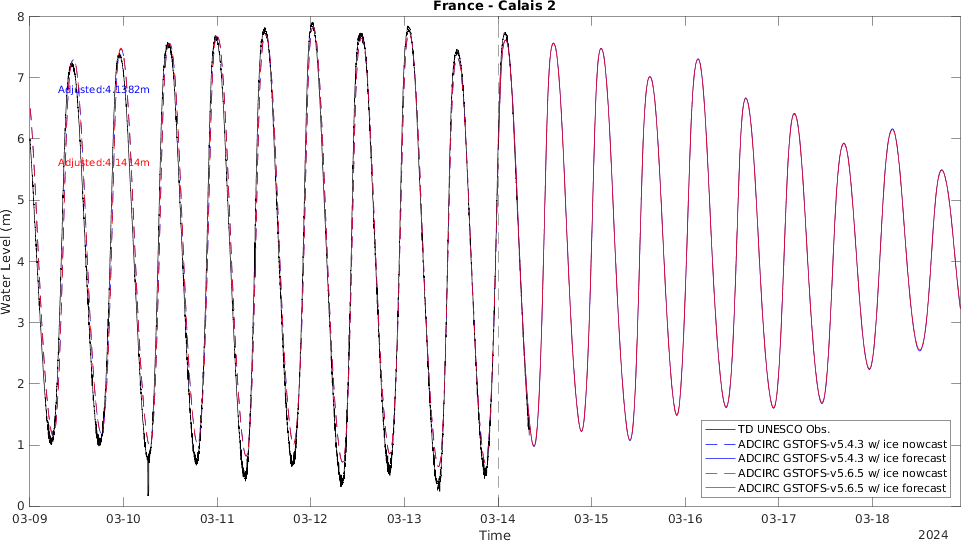 France - Calais 2
8
7
6
5
4
3
2
1
0
Water Level (m)
Adjusted:4.1382m
Adjusted:4.1414m
TD UNESCO Obs.
ADCIRC GSTOFS-v5.4.3 w/ ice nowcast
ADCIRC GSTOFS-v5.4.3 w/ ice forecast
ADCIRC GSTOFS-v5.6.5 w/ ice nowcast
ADCIRC GSTOFS-v5.6.5 w/ ice forecast
03-09 03-10 03-11 03-12 03-13 03-14 03-15 03-16 03-17 03-18
Time
2024